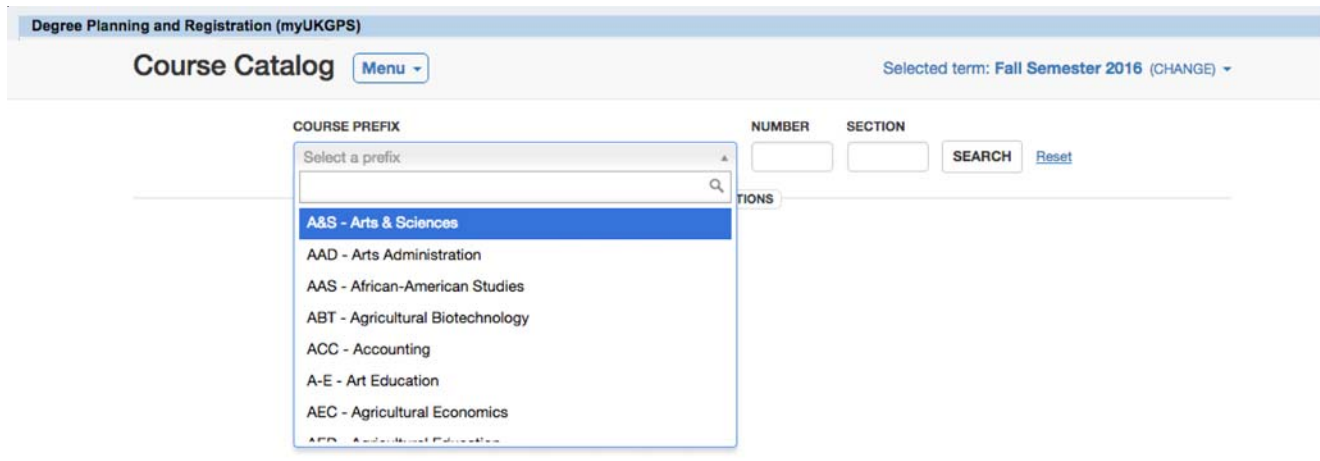 Degree Planning and Registration (myUKGPS)
Course Catalog Menu Selected term: Fall Semester 2016 (CHANGE)
COURSE PREFIX NUMBER SECTION
Select a prefix SEARCH Reset
TIONS
A&S - Arts & Sciences
AAD - Arts Administration
AAS - African-American Studies
ABT - Agricultural Biotechnology
ACC - Accounting
A-E - Art Education
AEC - Agricultural Economics